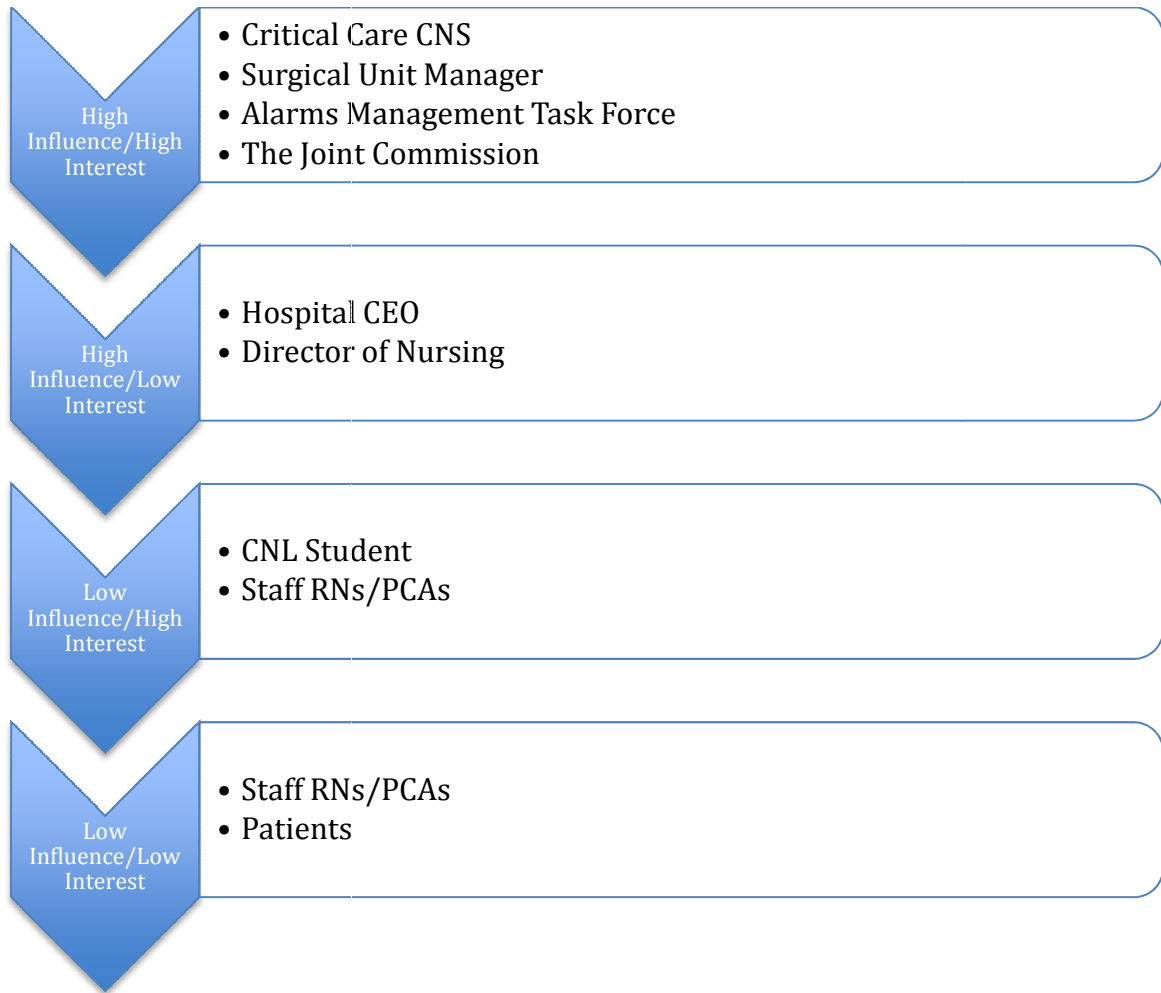 High
Influence/High
Interest
• Critical Care CNS
• Surgical Unit Manager
• Alarms Management Task Force
• The Joint Commission
High
Influence/Low
Interest
• Hospital CEO
• Director of Nursing
Low
Influence/High
Interest
• CNL Student
• Staff RNs/PCAs
Low
Influence/Low
Interest
• Staff RNs/PCAs
• Patients